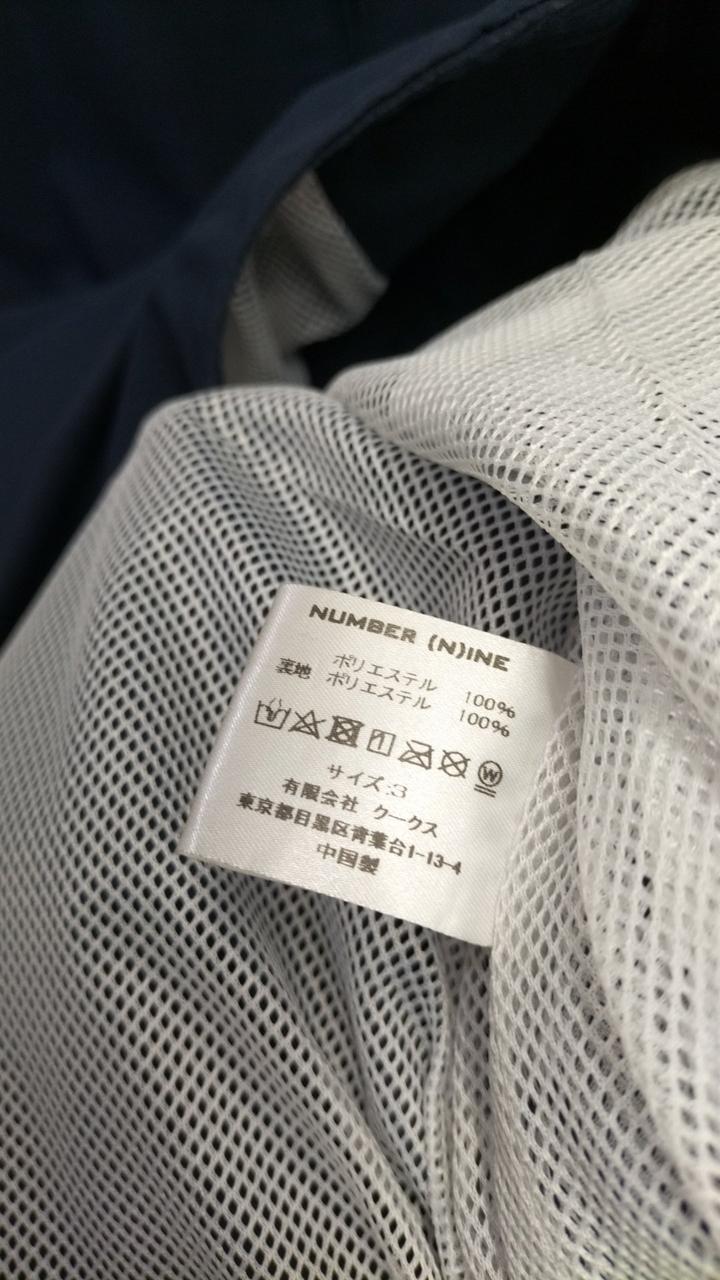 NUMBER (N)INE
ポリエステル 100%
裏地 ポリエステル 100%
サイズ:3
有限会社 クークス
東京都目黒区青葉台1-13-4
中国製